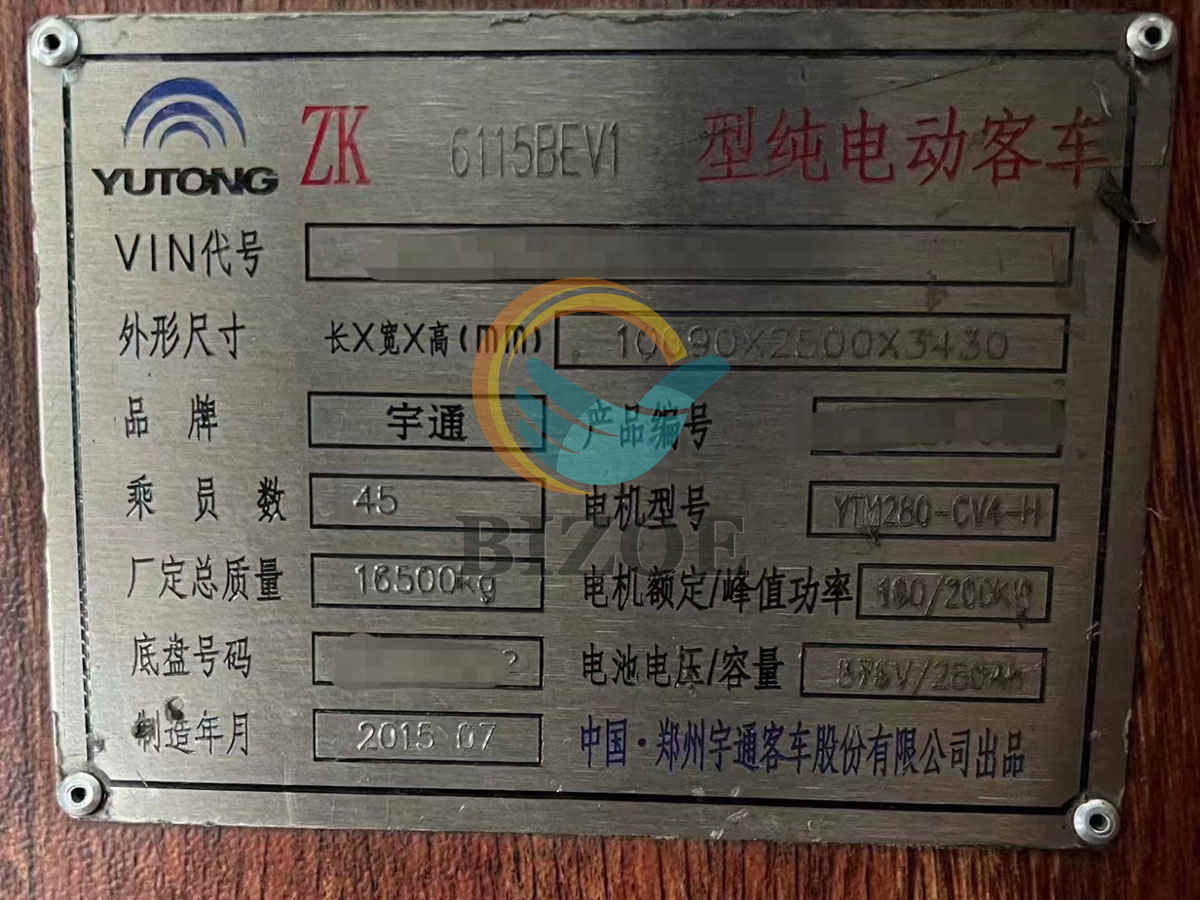 YUTONG ZK 6115BEV1 型纯电动客车
VIN代号
外形尺寸 长X宽X高(mm) 10990X2500X3430
品牌 宇通 产品编号
乘员数 45 电机型号 YTM280-CV4-H
厂定总质量 16500kg 电机额定/峰值功率 100/200KW
底盘号码 2 电池电压/容量
制造年月 2015 07 中国·郑州宇通客车股份有限公司出品
BIZOE